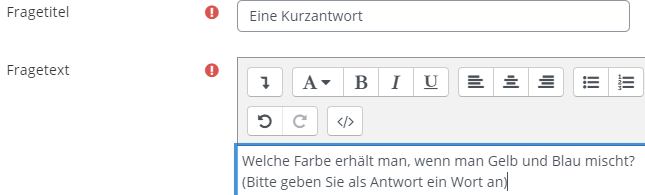 Fragetitel
Eine Kurzantwort
Fragetext
A B I U
</>
Welche Farbe erhält man, wenn man Gelb und Blau mischt?
(Bitte geben Sie als Antwort ein Wort an)